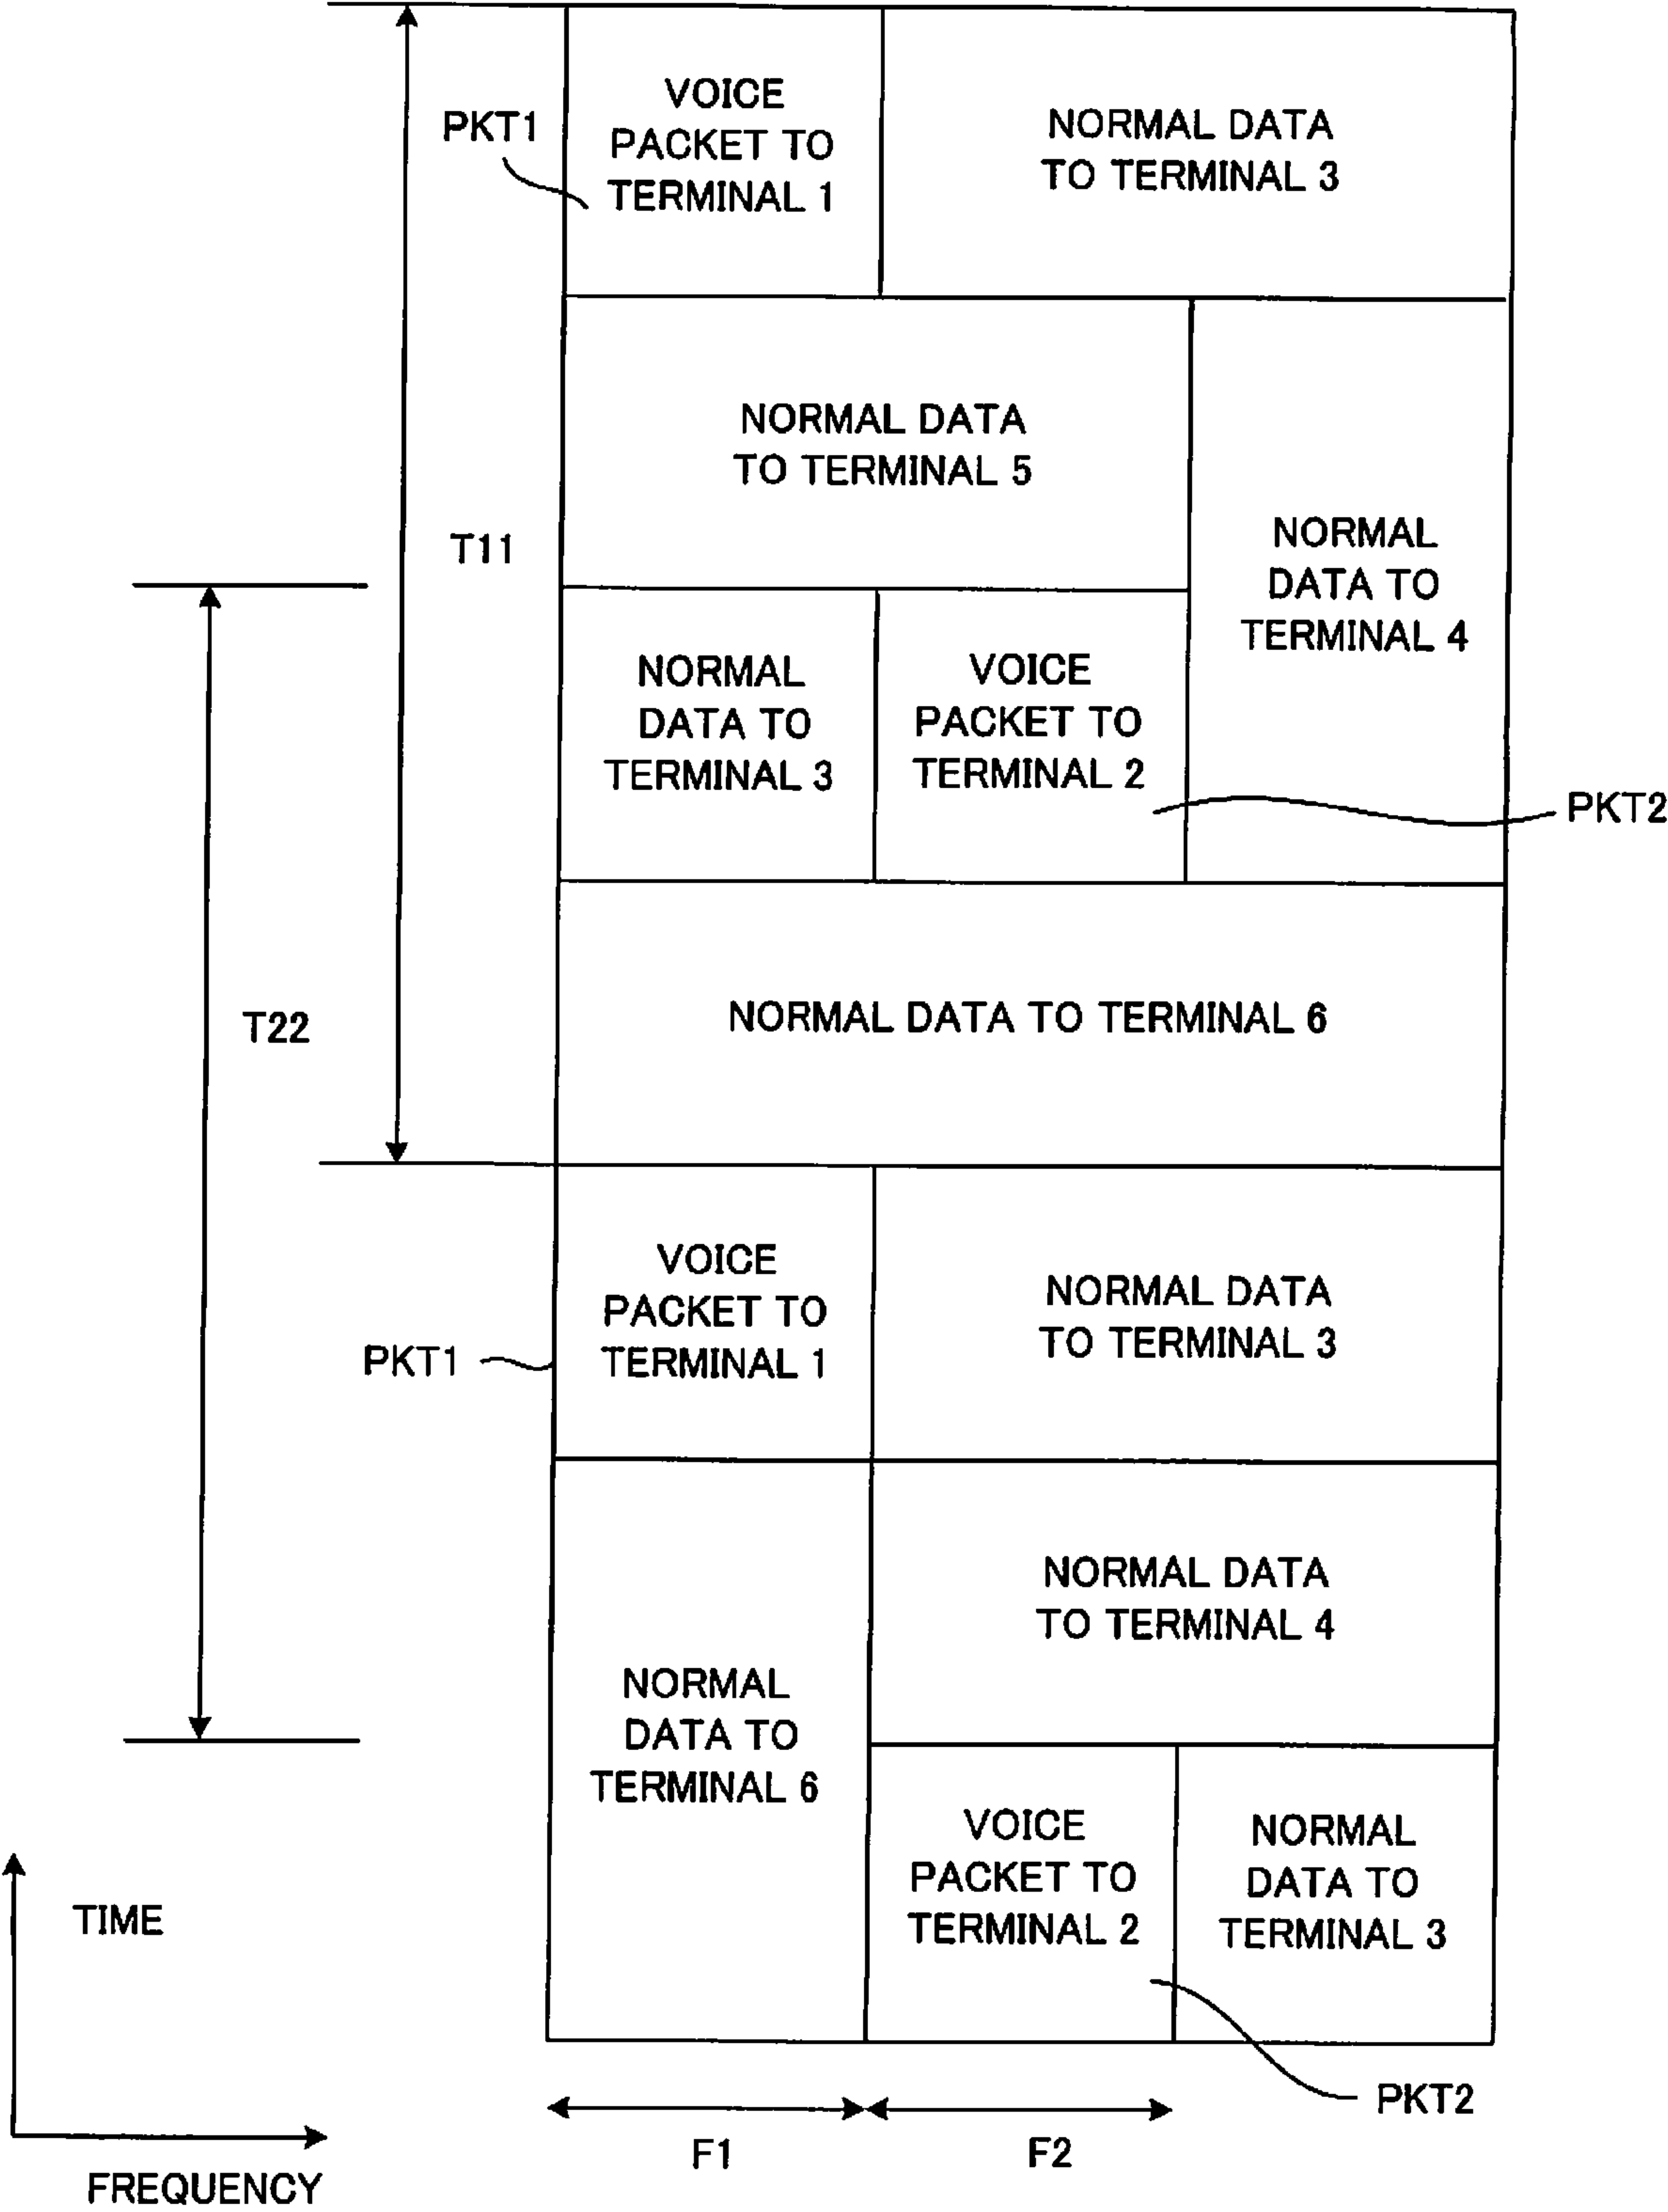 PKT1
VOICE
PACKET TO
TERMINAL 1
NORMAL DATA
TO TERMINAL 3
NORMAL DATA
TO TERMINAL 5
T11
NORMAL
DATA TO
TERMINAL 4
NORMAL
DATA TO
TERMINAL 3
VOICE
PACKET TO
TERMINAL 2
PKT2
T22
NORMAL DATA TO TERMINAL 6
PKT1
VOICE
PACKET TO
TERMINAL 1
NORMAL DATA
TO TERMINAL 3
NORMAL DATA
TO TERMINAL 4
NORMAL
DATA TO
TERMINAL 6
VOICE
PACKET TO
TERMINAL 2
NORMAL
DATA TO
TERMINAL 3
PKT2
TIME
FREQUENCY
F1
F2